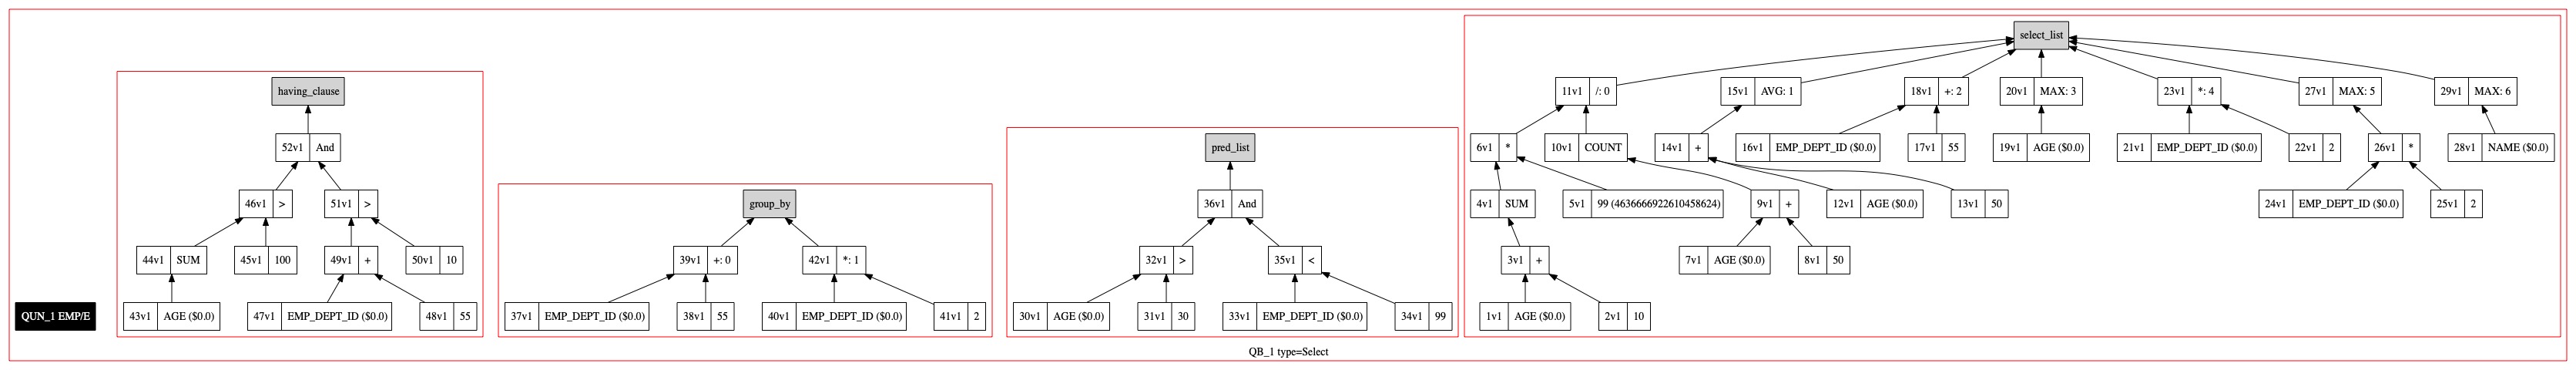 select_list
having_clause
11v1 /: 0
15v1 AVG: 1
18v1 +: 2
20v1 MAX: 3
23v1 *: 4
27v1 MAX: 5
29v1 MAX: 6
52v1 And
pred_list
6v1 *
10v1 COUNT
14v1 +
16v1 EMP_DEPT_ID ($0.0)
17v1 55
19v1 AGE ($0.0)
21v1 EMP_DEPT_ID ($0.0)
22v1 2
26v1 *
28v1 NAME ($0.0)
46v1 >
51v1 >
group_by
36v1 And
4v1 SUM
5v1 99 (4636666922610458624)
9v1 +
12v1 AGE ($0.0)
13v1 50
24v1 EMP_DEPT_ID ($0.0)
25v1 2
44v1 SUM
45v1 100
49v1 +
50v1 10
39v1 +: 0
42v1 *: 1
32v1 >
35v1 <
3v1 +
7v1 AGE ($0.0)
8v1 50
QUN_1 EMP/E
43v1 AGE ($0.0)
47v1 EMP_DEPT_ID ($0.0)
48v1 55
37v1 EMP_DEPT_ID ($0.0)
38v1 55
40v1 EMP_DEPT_ID ($0.0)
41v1 2
30v1 AGE ($0.0)
31v1 30
33v1 EMP_DEPT_ID ($0.0)
34v1 99
1v1 AGE ($0.0)
2v1 10
QB_1 type=Select